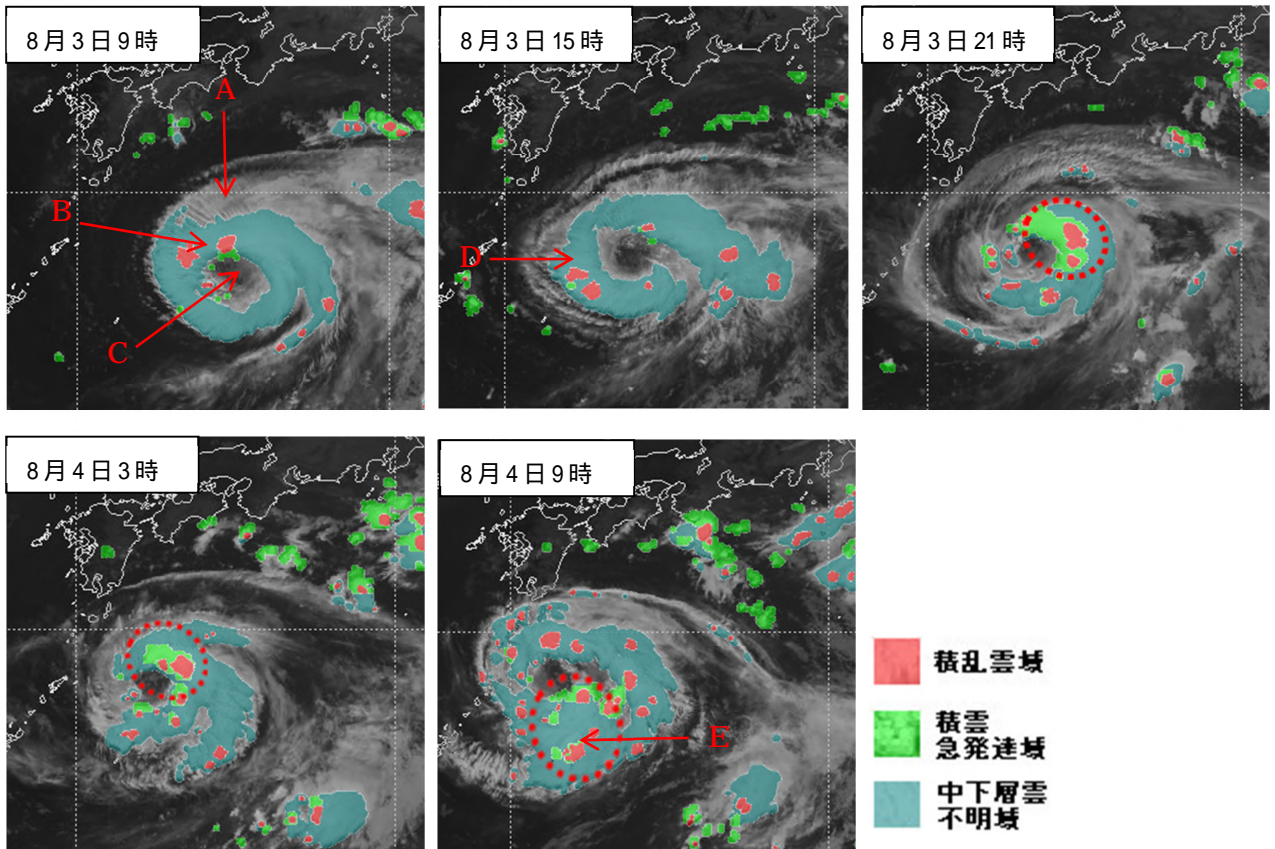 8月3日9時
8月3日15時
8月3日21時
A
B
C
D
8月4日3時
8月4日9時
E
積乱雲域
積雲
急発達域
中下層雲
不明域